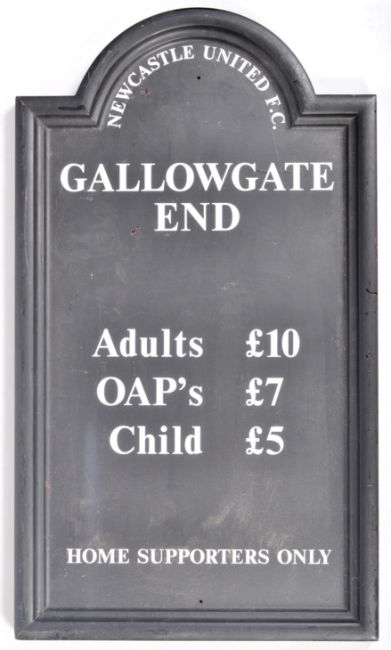 NEWCASTLE UNITED F.C.
GALLOWGATE
END
Adults £10
OAP's £7
Child £5
HOME SUPPORTERS ONLY